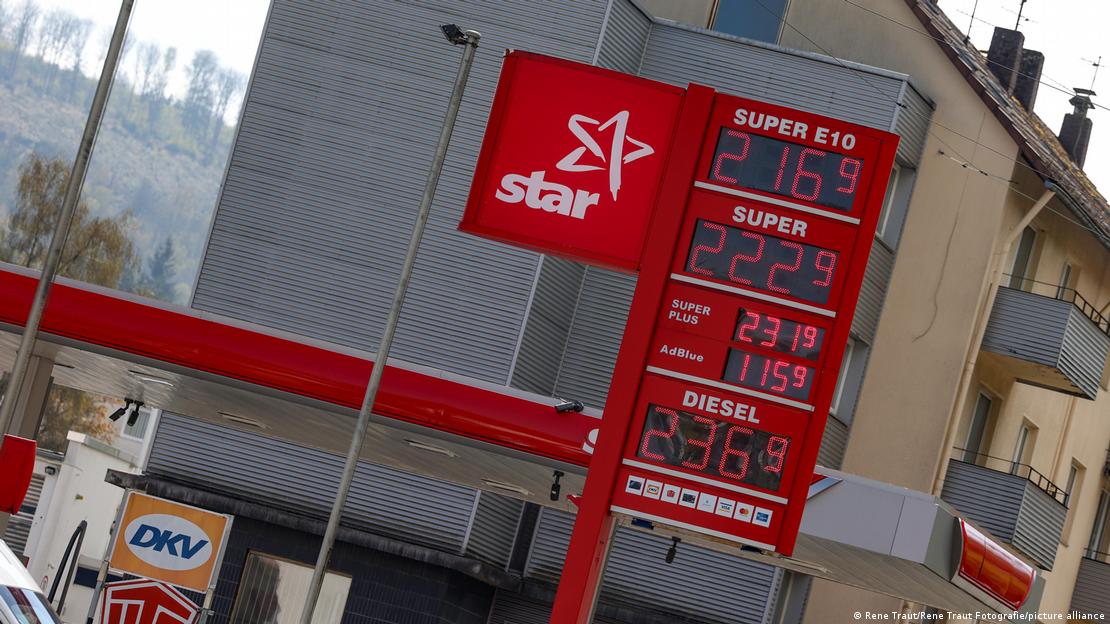 star
SUPER E10
2169
SUPER
2229
SUPER
PLUS
2319
AdBlue
1159
DIESEL
2369
DKV
© Rene Traut/Rene Traut Fotografie/picture alliance